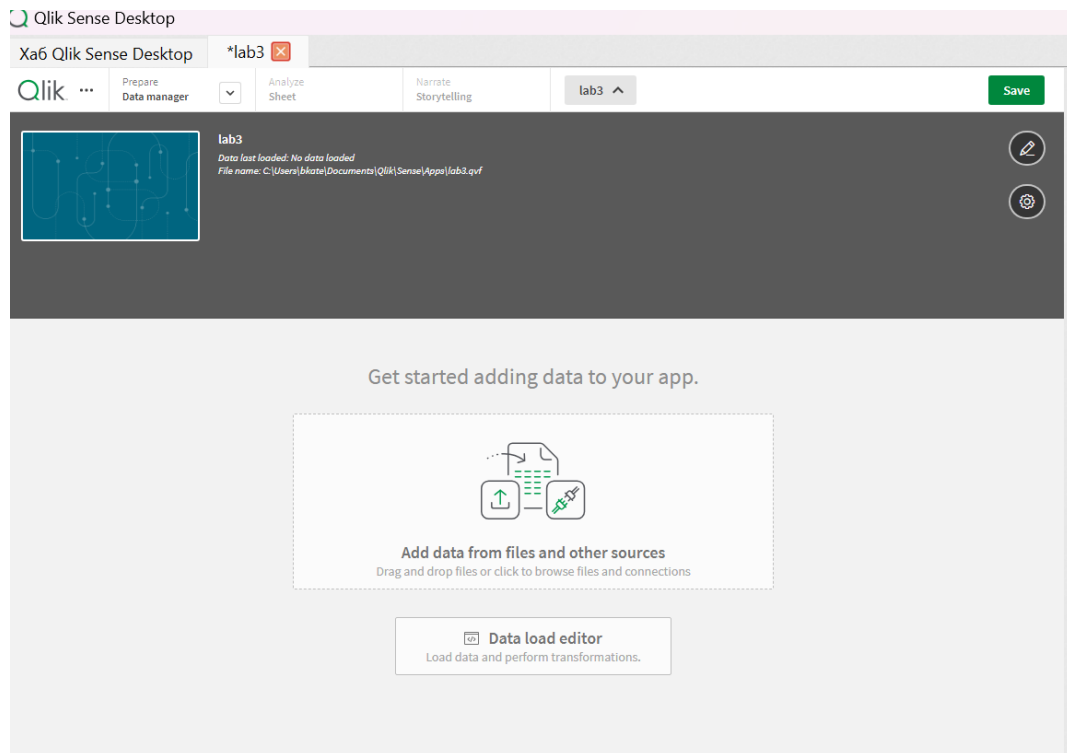 Qlik Sense Desktop
Хаб Qlik Sense Desktop
*lab3
Qlik
Prepare
Data manager
Analyze
Sheet
Narrate
Storytelling
lab3
Save
lab3
Data last loaded: No data loaded
File name: C:\Users\bkate\Documents\Qlik\Sense\Apps\lab3.qvf
Get started adding data to your app.
Add data from files and other sources
Drag and drop files or click to browse files and connections
Data load editor
Load data and perform transformations.